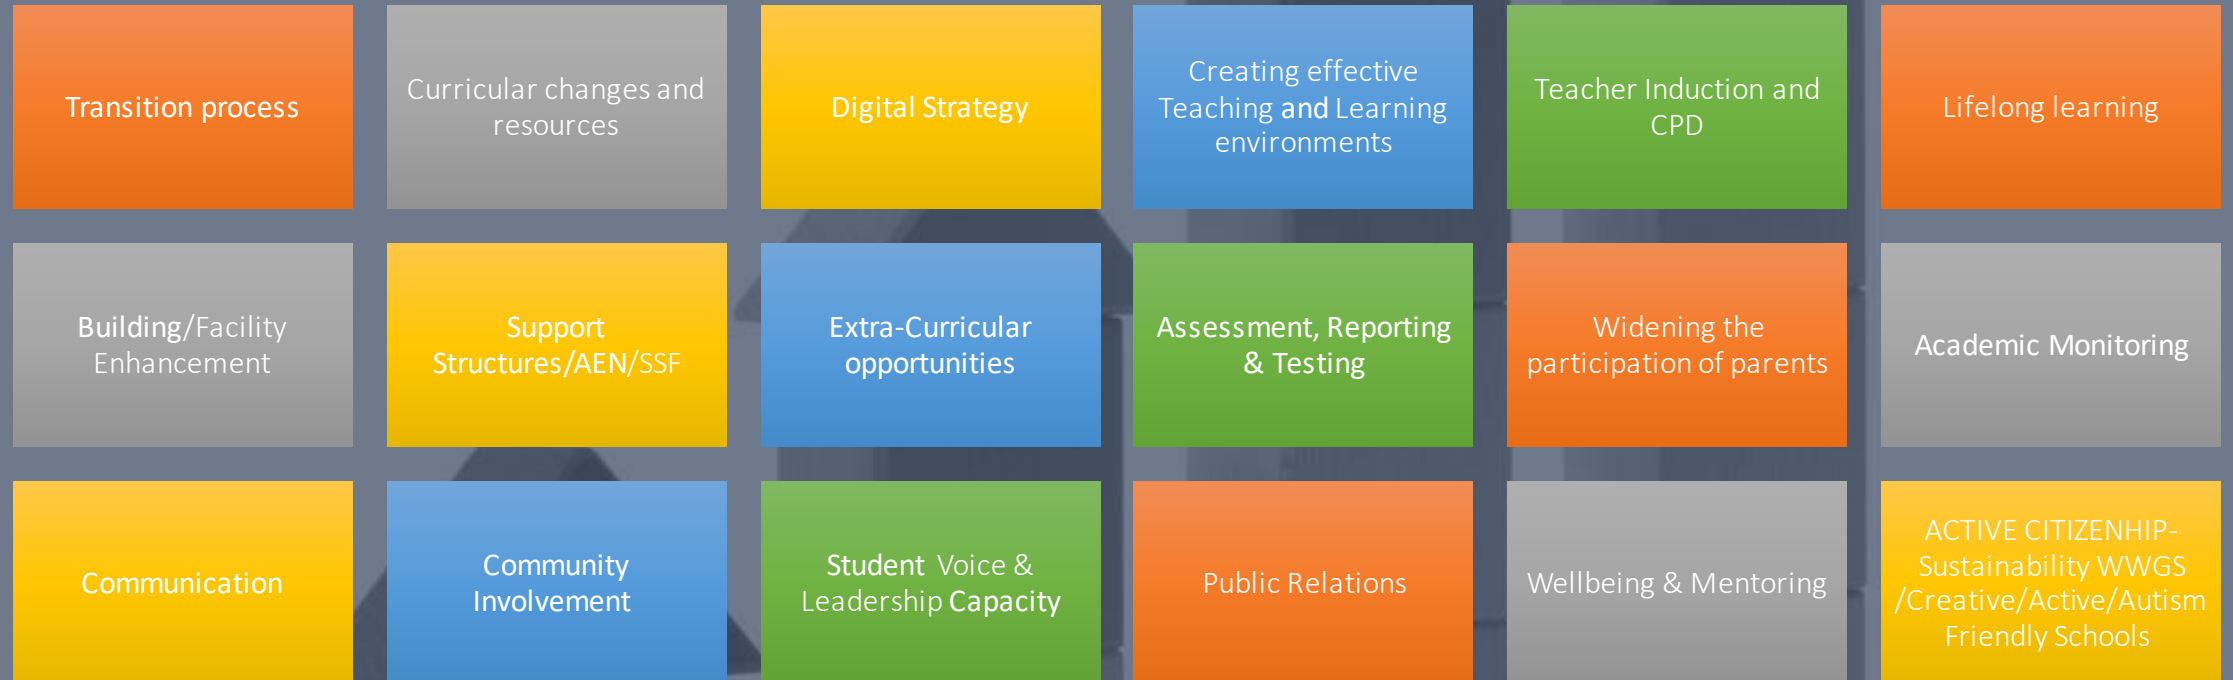 Transition process
Curricular changes and
resources
Digital Strategy
Creating effective
Teaching and Learning
environments
Teacher Induction and
CPD
Lifelong learning
Building/Facility
Enhancement
Support
Structures/AEN/SSF
Extra-Curricular
opportunities
Assessment, Reporting
& Testing
Widening the
participation of parents
Academic Monitoring
Communication
Community
Involvement
Student Voice &
Leadership Capacity
Public Relations
Wellbeing & Mentoring
ACTIVE CITIZENHIP-
Sustainability WWGS
/Creative/Active/Autism
Friendly Schools